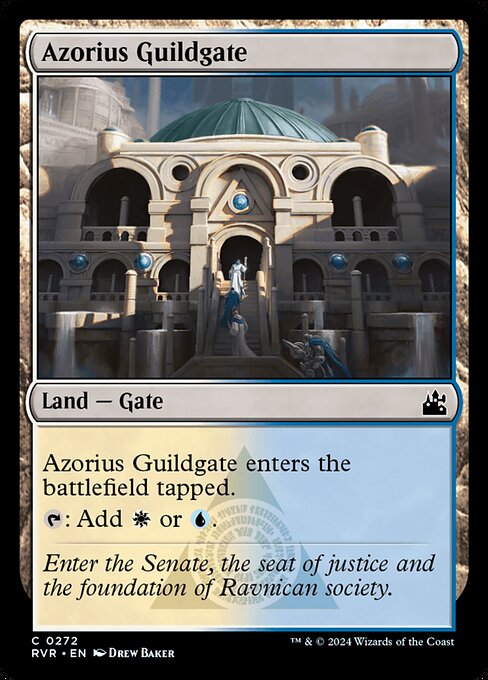 Azorius Guildgate
Land — Gate
Azorius Guildgate enters the
battlefield tapped.
: Add or .
Enter the Senate, the seat of justice and
the foundation of Ravnican society.
C 0272
RVR • EN Drew Baker
™ & © 2024 Wizards of the Coast